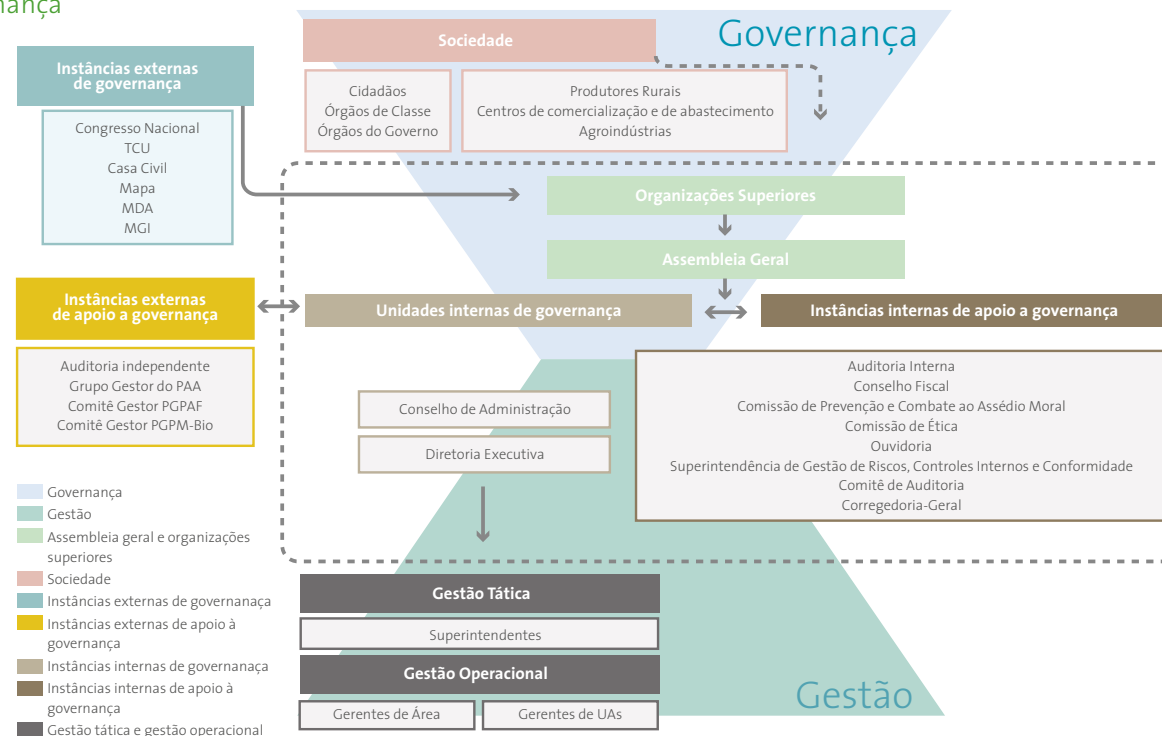 Governança
Sociedade
Instâncias externas
de governança
Cidadãos
Órgãos de Classe
Órgãos do Governo
Produtores Rurais
Centros de comercialização e de abastecimento
Agroindústrias
Congresso Nacional
TCU
Casa Civil
Mapa
MDA
MGI
Organizações Superiores
Assembleia Geral
Instâncias externas
de apoio a governança
Unidades internas de governança
Instâncias internas de apoio a governança
Auditoria independente
Grupo Gestor do PAA
Comitê Gestor PGPAF
Comitê Gestor PGPM-Bio
Conselho de Administração
Diretoria Executiva
Auditoria Interna
Conselho Fiscal
Comissão de Prevenção e Combate ao Assédio Moral
Comissão de Ética
Ouvidoria
Superintendência de Gestão de Riscos, Controles Internos e Conformidade
Comitê de Auditoria
Corregedoria-Geral
Governança
Gestão
Assembleia geral e organizações
superiores
Sociedade
Instâncias externas de governanaça
Instâncias externas de apoio à
governança
Instâncias internas de governanaça
Instâncias internas de apoio à
governança
Gestão tática e gestão operacional
Gestão Tática
Superintendentes
Gestão Operacional
Gerentes de Área
Gerentes de UAs
Gestão